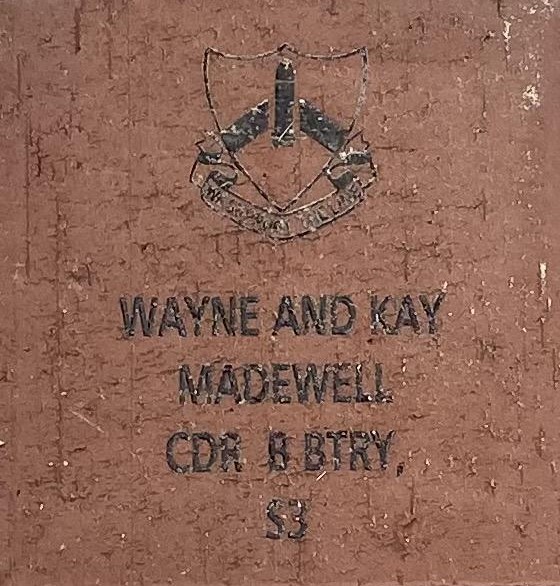 WAYNE AND KAY
MADEWELL
CDR B BTRY,
S3